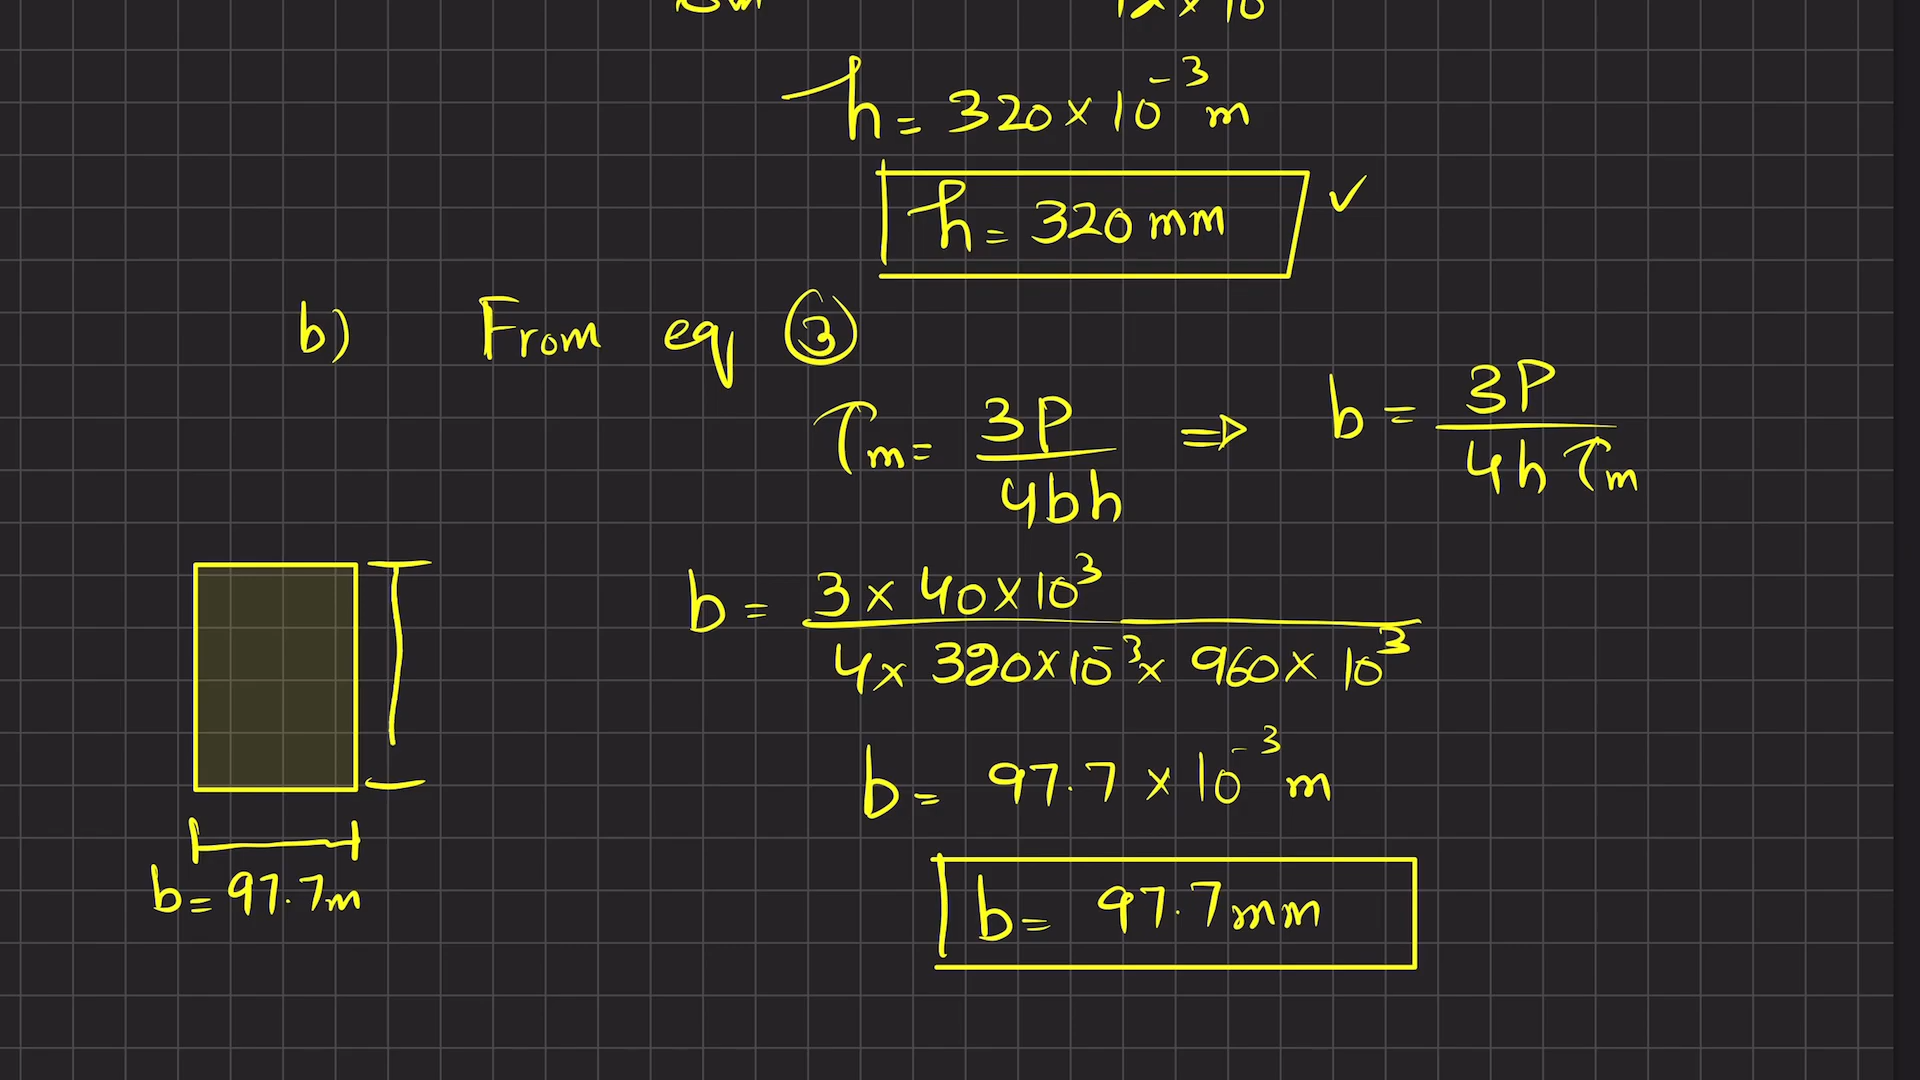 h = 320 × 10⁻³ m
h = 320 mm ✓
b) From eq ③
τm = 3P / 4bh ⇒ b = 3P / 4h τm
b = 3 × 40 × 10³ / 4 × 320 × 10⁻³ × 960 × 10³
b = 97.7 × 10⁻³ m
b = 97.7 mm
b = 97.7m